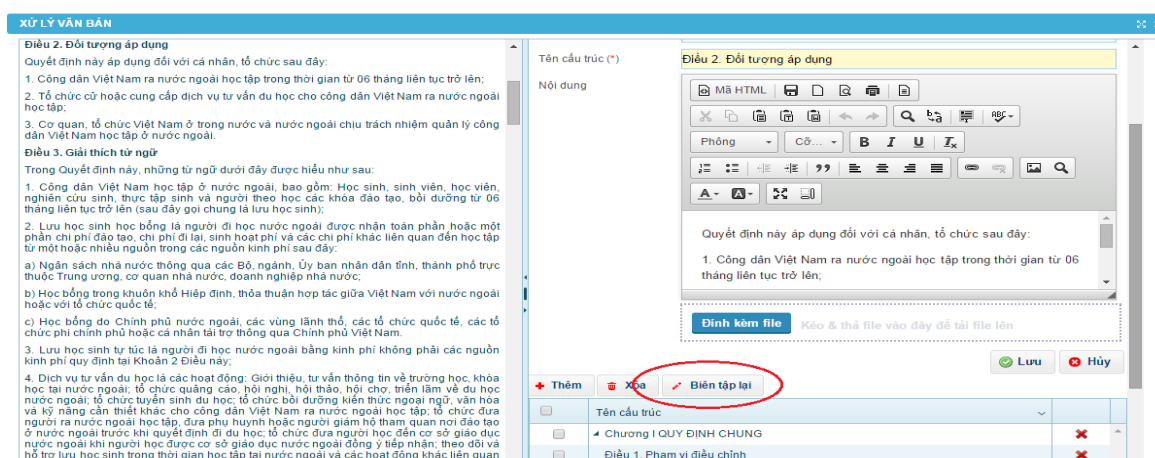 XỬ LÝ VĂN BẢN
Điều 2. Đối tượng áp dụng
Quyết định này áp dụng đối với cá nhân, tổ chức sau đây:
1. Công dân Việt Nam ra nước ngoài học tập trong thời gian từ 06 tháng liên tục trở lên;
2. Tổ chức cử hoặc cung cấp dịch vụ tư vấn du học cho công dân Việt Nam ra nước ngoài
học tập;
3. Cơ quan, tổ chức Việt Nam ở trong nước và nước ngoài chịu trách nhiệm quản lý công
dân Việt Nam học tập ở nước ngoài.
Điều 3. Giải thích từ ngữ
Trong Quyết định này, những từ ngữ dưới đây được hiểu như sau:
1. Công dân Việt Nam học tập ở nước ngoài, bao gồm: Học sinh, sinh viên, học viên,
nghiên cứu sinh, thực tập sinh và người theo học các khóa đào tạo, bồi dưỡng từ 06
tháng liên tục trở lên (sau đây gọi chung là lưu học sinh);
2. Lưu học sinh học bổng là người đi học nước ngoài được nhận toàn phần hoặc một
phần chi phí đào tạo, chi phí đi lại, sinh hoạt phí và các chi phí khác liên quan đến học tập
từ một hoặc nhiều nguồn trong các nguồn kinh phí sau đây:
a) Ngân sách nhà nước thông qua các Bộ, ngành, Ủy ban nhân dân tỉnh, thành phố trực
thuộc Trung ương, cơ quan nhà nước, doanh nghiệp nhà nước;
b) Học bổng trong khuôn khổ Hiệp định, thỏa thuận hợp tác giữa Việt Nam với nước ngoài
hoặc với tổ chức quốc tế;
c) Học bổng do Chính phủ nước ngoài, các vùng lãnh thổ, các tổ chức quốc tế, các tổ
chức phi chính phủ hoặc cá nhân tài trợ thông qua Chính phủ Việt Nam.
3. Lưu học sinh tự túc là người đi học nước ngoài bằng kinh phí không phải các nguồn
kinh phí quy định tại Khoản 2 Điều này;
4. Dịch vụ tư vấn du học là các hoạt động: Giới thiệu, tư vấn thông tin về trường học, khóa
học tại nước ngoài; tổ chức quảng cáo, hội nghị, hội thảo, hội chợ, triển lãm về du học
nước ngoài; tổ chức tuyển sinh du học; tổ chức bồi dưỡng kiến thức ngoại ngữ, văn hóa
và kỹ năng cần thiết khác cho công dân Việt Nam ra nước ngoài học tập; tổ chức đưa
người ra nước ngoài học tập, đưa phụ huynh hoặc người giám hộ tham quan nơi đào tạo
ở nước ngoài trước khi quyết định đi du học; tổ chức đưa người học đến cơ sở giáo dục
nước ngoài khi người học được cơ sở giáo dục nước ngoài đồng ý tiếp nhận; theo dõi và
hỗ trợ lưu học sinh trong thời gian học tập tại nước ngoài và các hoạt động khác liên quan
Tên cấu trúc (*)
Điều 2. Đối tượng áp dụng
Nội dung
Mã HTML
ABC
Phông
Cỡ...
B I U Ix
A A
Quyết định này áp dụng đối với cá nhân, tổ chức sau đây:
1. Công dân Việt Nam ra nước ngoài học tập trong thời gian từ 06
tháng liên tục trở lên;
Đính kèm file Kéo & thả file vào đây để tải file lên
Lưu Hủy
Thêm Xóa Biên tập lại
Tên cấu trúc
Chương I QUY ĐỊNH CHUNG
Điều 1. Phạm vi điều chỉnh